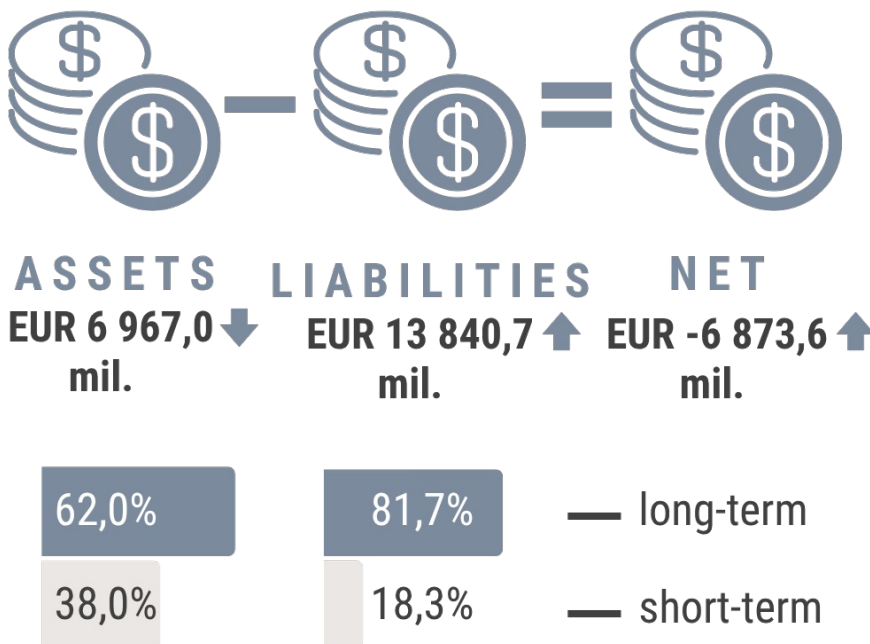 $ $ $
$ $ $
ASSETS LIABILITIES NET
EUR 6 967,0 EUR 13 840,7 EUR -6 873,6
mil. mil. mil.
62,0% 81,7% long-term
38,0% 18,3% short-term